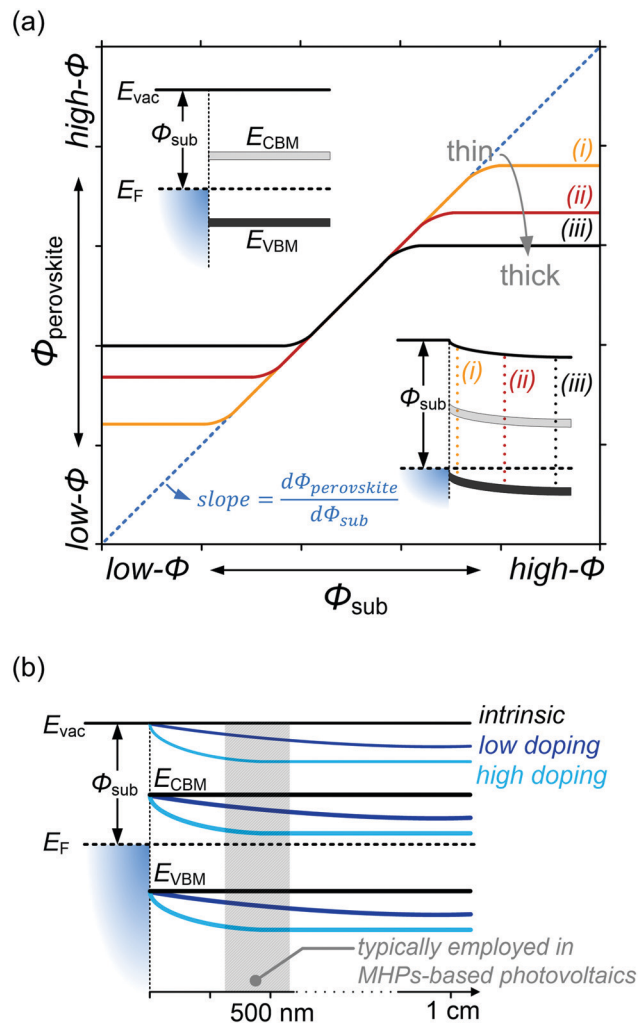 (a)
high-Φ
Φperovskite
low-Φ
Evac
Φsub
ECBM
EF
EVBM
thin
(i)
(ii)
(iii)
thick
(i)
(ii)
(iii)
Φsub
slope = dΦperovskite / dΦsub
low-Φ
high-Φ
Φsub
(b)
Evac
intrinsic
low doping
high doping
Φsub
ECBM
EF
EVBM
typically employed in
MHPs-based photovoltaics
500 nm
1 cm